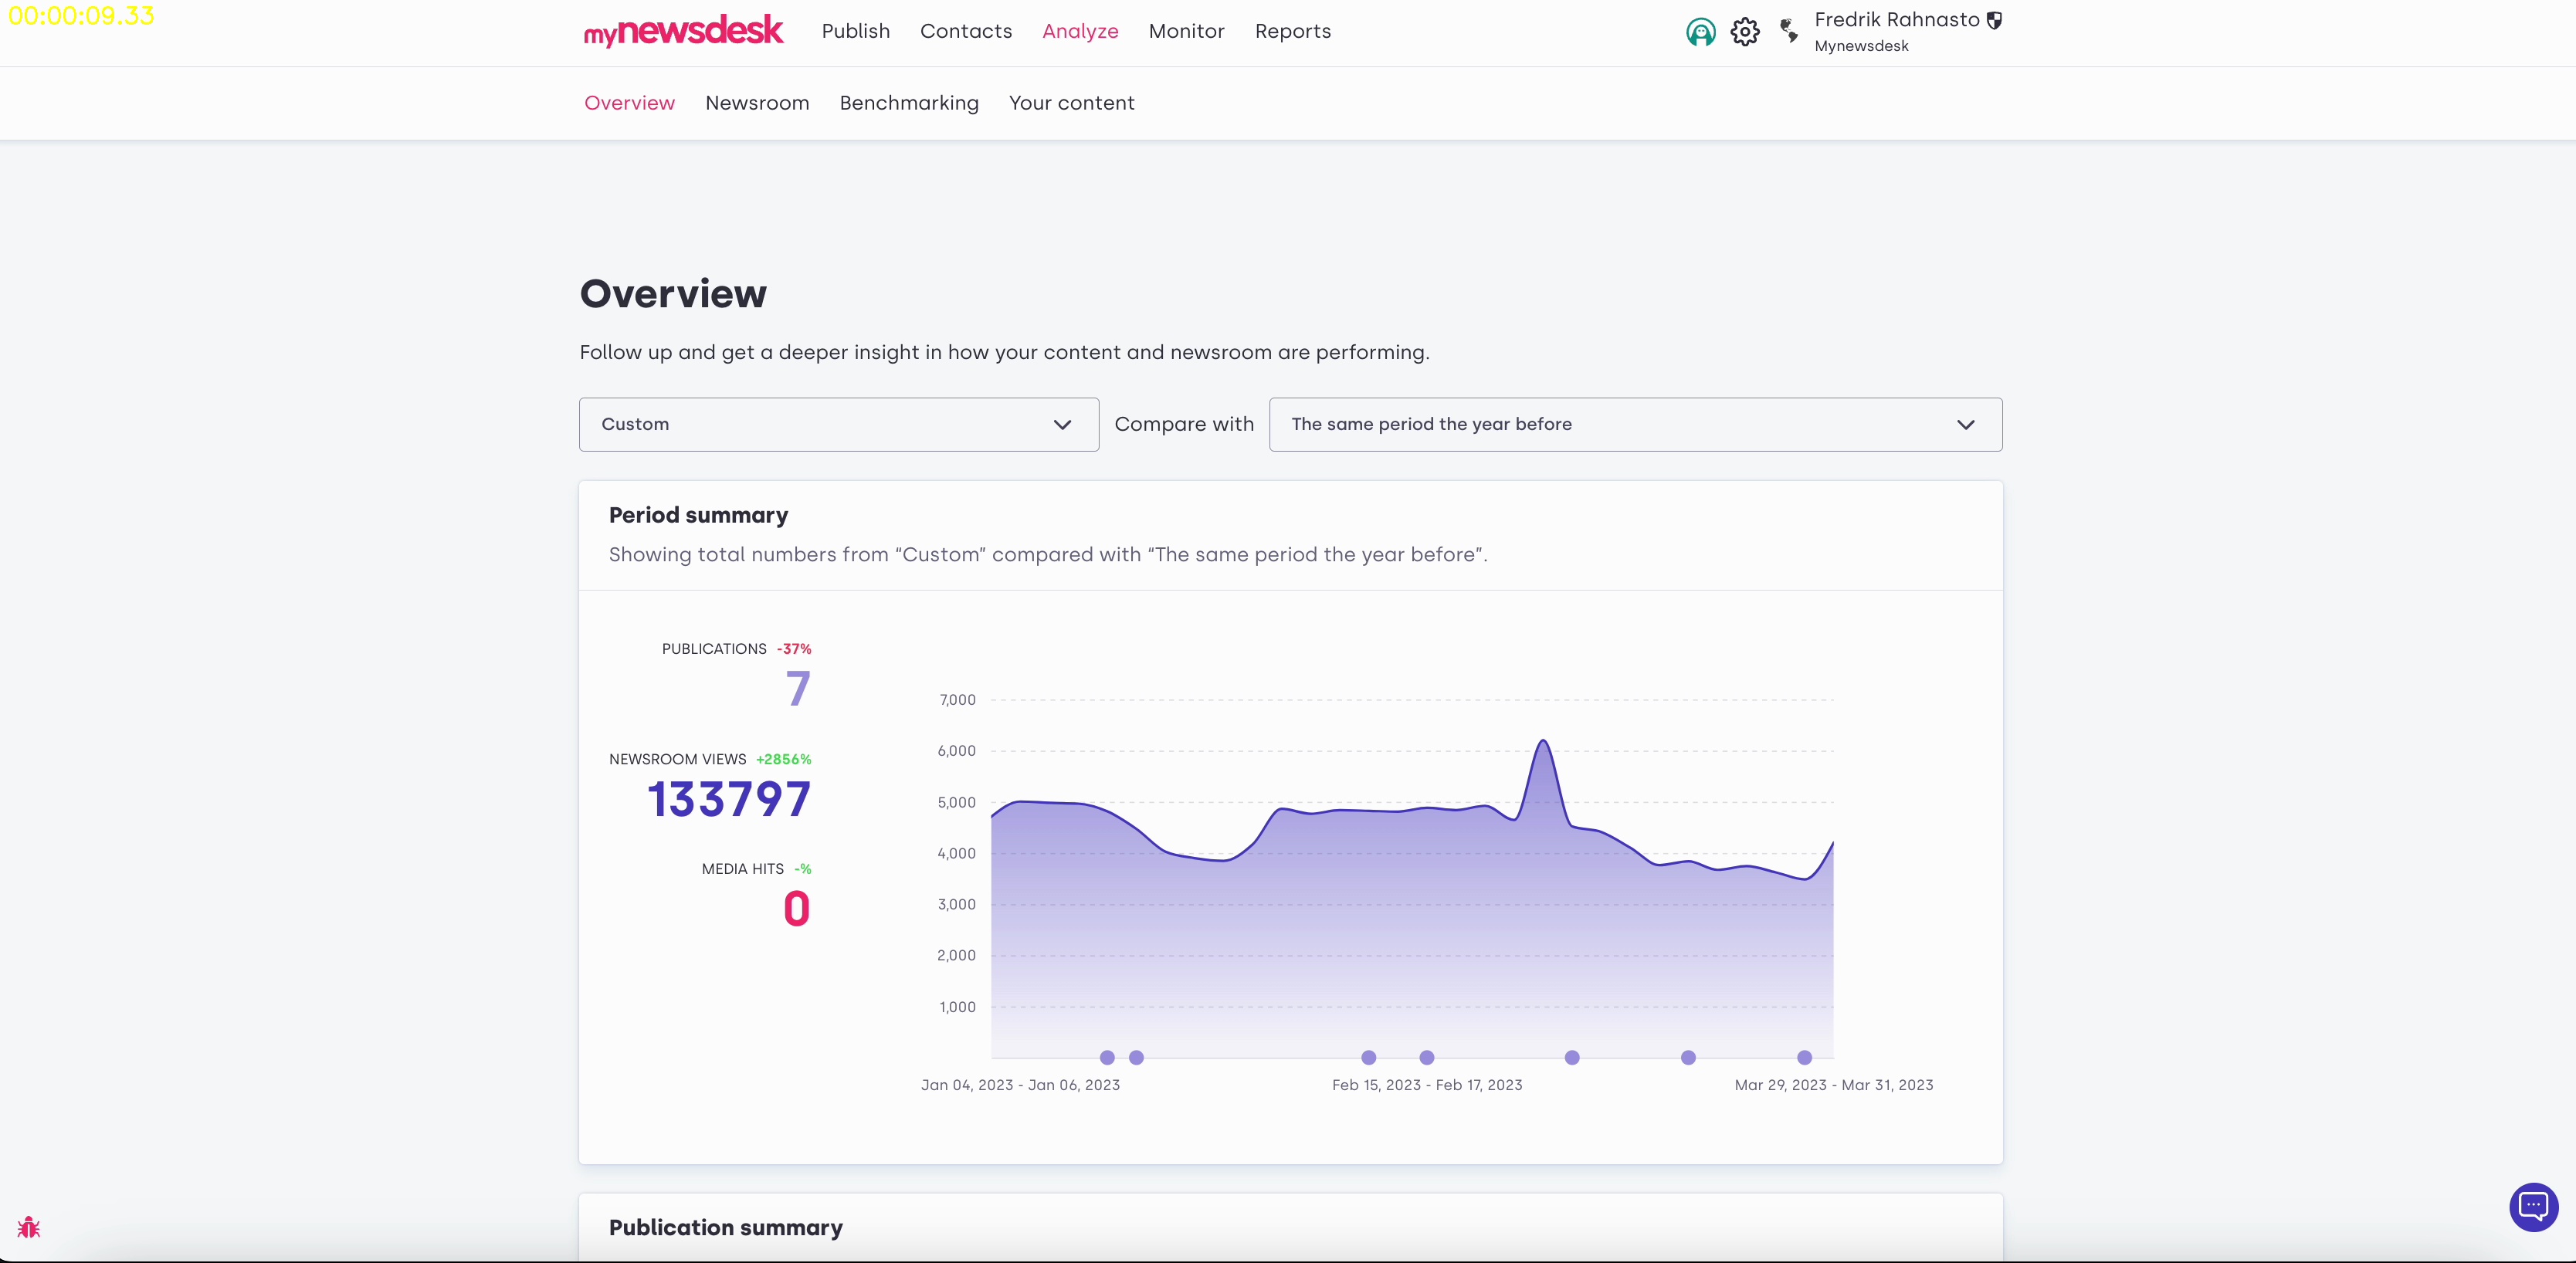 00:00:09.33
mynewsdesk Publish Contacts Analyze Monitor Reports
Fredrik Rahnasto
Mynewsdesk
Overview Newsroom Benchmarking Your content
Overview
Follow up and get a deeper insight in how your content and newsroom are performing.
Custom Compare with The same period the year before
Period summary
Showing total numbers from “Custom” compared with “The same period the year before”.
PUBLICATIONS -37%
7
NEWSROOM VIEWS +2856%
133797
MEDIA HITS -%
0
7,000
6,000
5,000
4,000
3,000
2,000
1,000
Jan 04, 2023 - Jan 06, 2023 Feb 15, 2023 - Feb 17, 2023 Mar 29, 2023 - Mar 31, 2023
Publication summary